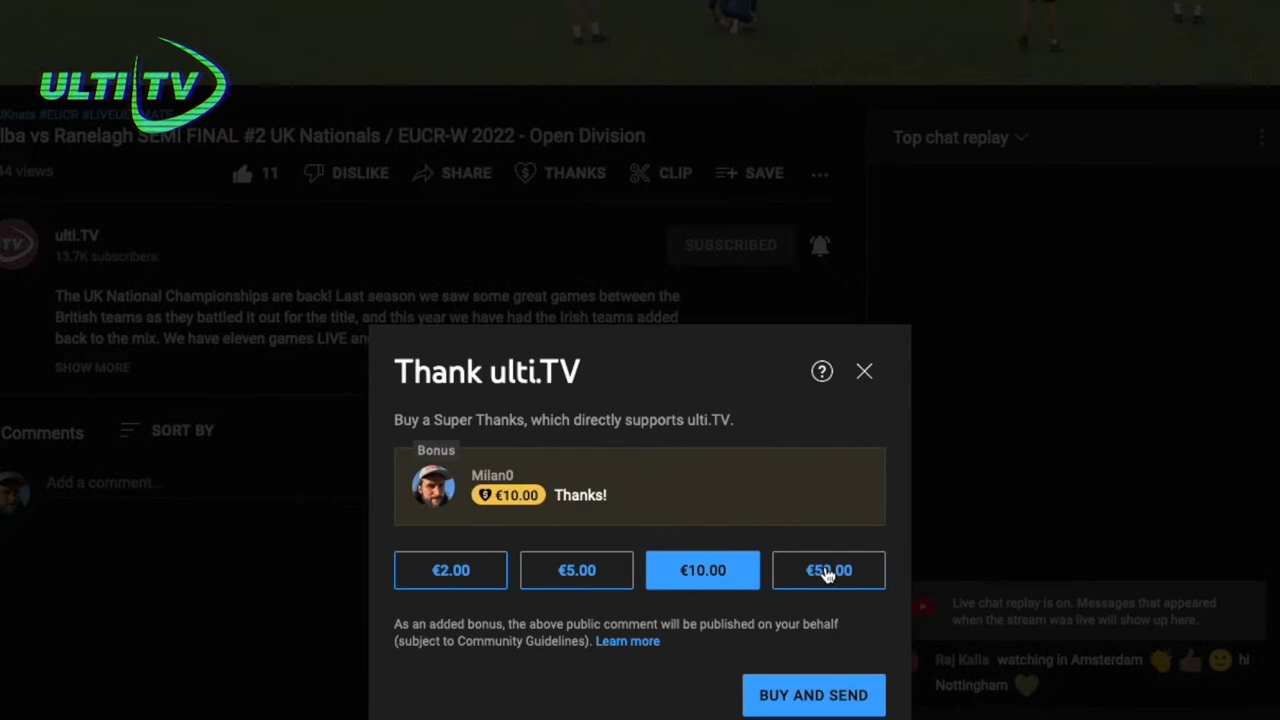 ULTI TV
#EUCR
lba vs Ranelagh SEMI FINAL #2 UK Nationals / EUCR-W 2022 - Open Division
Top chat replay
44 views
11
DISLIKE
SHARE
THANKS
CLIP
SAVE
...
TV
ulti.TV
13.7K subscribers
SUBSCRIBED
The UK National Championships are back! Last season we saw some great games between the
British teams as they battled it out for the title, and this year we have had the Irish teams added
back to the mix. We have eleven games LIVE an
SHOW MORE
Comments
SORT BY
Add a comment...
Thank ulti.TV
?
Buy a Super Thanks, which directly supports ulti.TV.
Bonus
Milan0
€10.00 Thanks!
€2.00
€5.00
€10.00
€50.00
As an added bonus, the above public comment will be published on your behalf
(subject to Community Guidelines). Learn more
BUY AND SEND
Live chat replay is on. Messages that appeared
when the stream was live will show up here.
Raj Kalla watching in Amsterdam 👏 👍 🙂 hi
Nottingham 💚